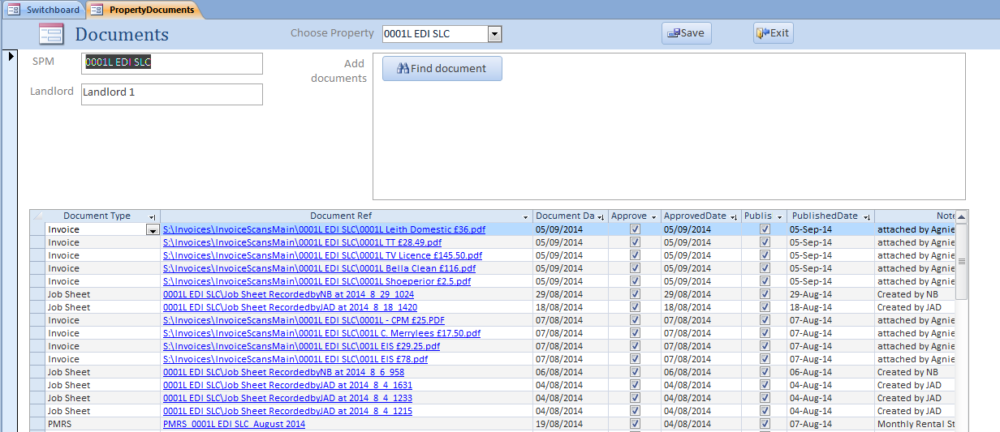 Switchboard PropertyDocuments
Documents Choose Property 0001L EDI SLC Save Exit
SPM 0001L EDI SLC Add documents Find document
Landlord Landlord 1
Document Type Document Ref Document Da Approve ApprovedDate Publis PublishedDate Note
Invoice S:\Invoices\InvoiceScansMain\0001L EDI SLC\0001L Leith Domestic £36.pdf 05/09/2014 05/09/2014 05-Sep-14 attached by Agnie
Invoice S:\Invoices\InvoiceScansMain\0001L EDI SLC\0001L TT £28.49.pdf 05/09/2014 05/09/2014 05-Sep-14 attached by Agnie
Invoice S:\Invoices\InvoiceScansMain\0001L EDI SLC\0001L TV Licence £145.50.pdf 05/09/2014 05/09/2014 05-Sep-14 attached by Agnie
Invoice S:\Invoices\InvoiceScansMain\0001L EDI SLC\0001L Bella Clean £116.pdf 05/09/2014 05/09/2014 05-Sep-14 attached by Agnie
Invoice S:\Invoices\InvoiceScansMain\0001L EDI SLC\0001L Shoeperior £2.5.pdf 05/09/2014 05/09/2014 05-Sep-14 attached by Agnie
Job Sheet 0001L EDI SLC\Job Sheet RecordedbyNB at 2014_8_29_1024 29/08/2014 29/08/2014 29-Aug-14 Created by NB
Job Sheet 0001L EDI SLC\Job Sheet RecordedbyJAD at 2014_8_18_1420 18/08/2014 18/08/2014 18-Aug-14 Created by JAD
Invoice S:\Invoices\InvoiceScansMain\0001L EDI SLC\0001L - CPM £25.PDF 07/08/2014 07/08/2014 07-Aug-14 attached by Agnie
Invoice S:\Invoices\InvoiceScansMain\0001L EDI SLC\001L C. Merrylees £17.50.pdf 07/08/2014 07/08/2014 07-Aug-14 attached by Agnie
Invoice S:\Invoices\InvoiceScansMain\0001L EDI SLC\001L EIS £29.25.pdf 07/08/2014 07/08/2014 07-Aug-14 attached by Agnie
Invoice S:\Invoices\InvoiceScansMain\0001L EDI SLC\001L EIS £78.pdf 07/08/2014 07/08/2014 07-Aug-14 attached by Agnie
Job Sheet 0001L EDI SLC\Job Sheet RecordedbyNB at 2014_8_6_958 06/08/2014 06/08/2014 06-Aug-14 Created by NB
Job Sheet 0001L EDI SLC\Job Sheet RecordedbyJAD at 2014_8_4_1631 04/08/2014 04/08/2014 04-Aug-14 Created by JAD
Job Sheet 0001L EDI SLC\Job Sheet RecordedbyJAD at 2014_8_4_1233 04/08/2014 04/08/2014 04-Aug-14 Created by JAD
Job Sheet 0001L EDI SLC\Job Sheet RecordedbyJAD at 2014_8_4_1215 04/08/2014 04/08/2014 04-Aug-14 Created by JAD
PMRS PMRS_0001L EDI SLC_August 2014 19/08/2014 04/08/2014 07-Aug-14 Monthly Rental St